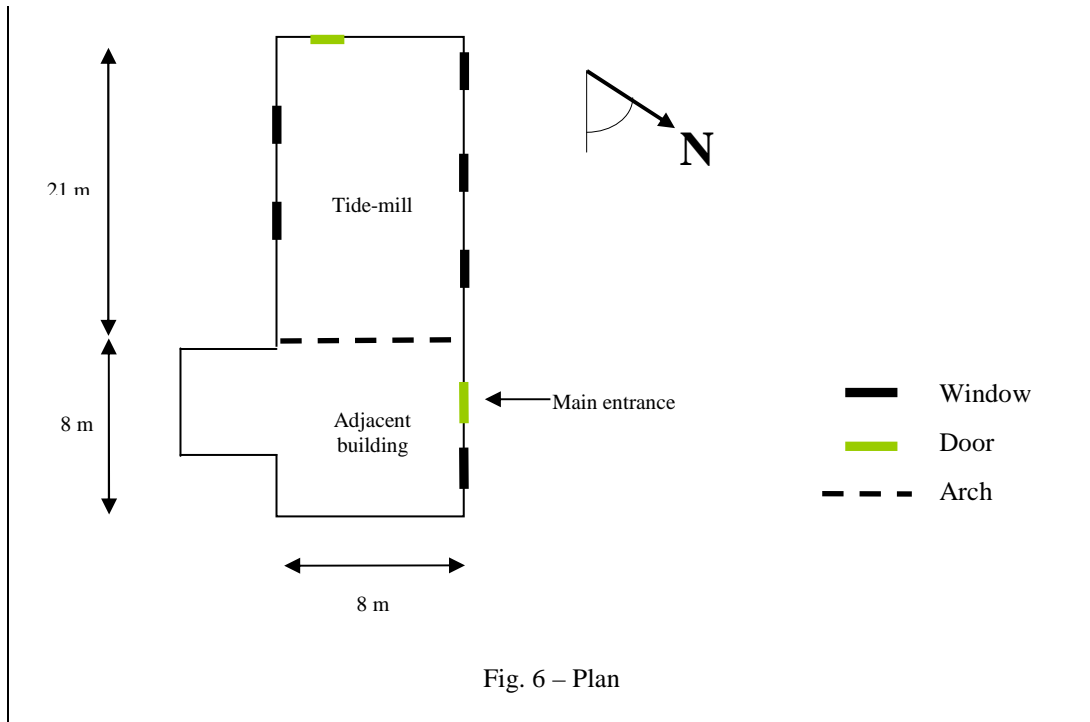 N
21 m
Tide-mill
Main entrance
Adjacent
building
8 m
8 m
Window
Door
Arch
Fig. 6 – Plan